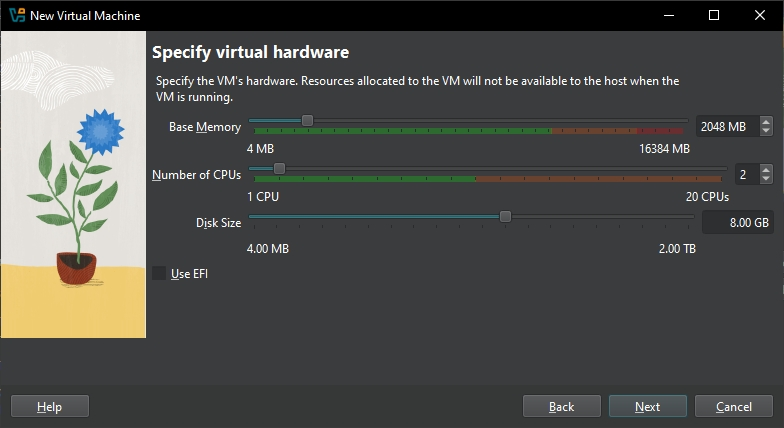 New Virtual Machine
Specify virtual hardware
Specify the VM's hardware. Resources allocated to the VM will not be available to the host when the
VM is running.
Base Memory 2048 MB
4 MB 16384 MB
Number of CPUs 2
1 CPU 20 CPUs
Disk Size 8.00 GB
4.00 MB 2.00 TB
Use EFI
Help Back Next Cancel